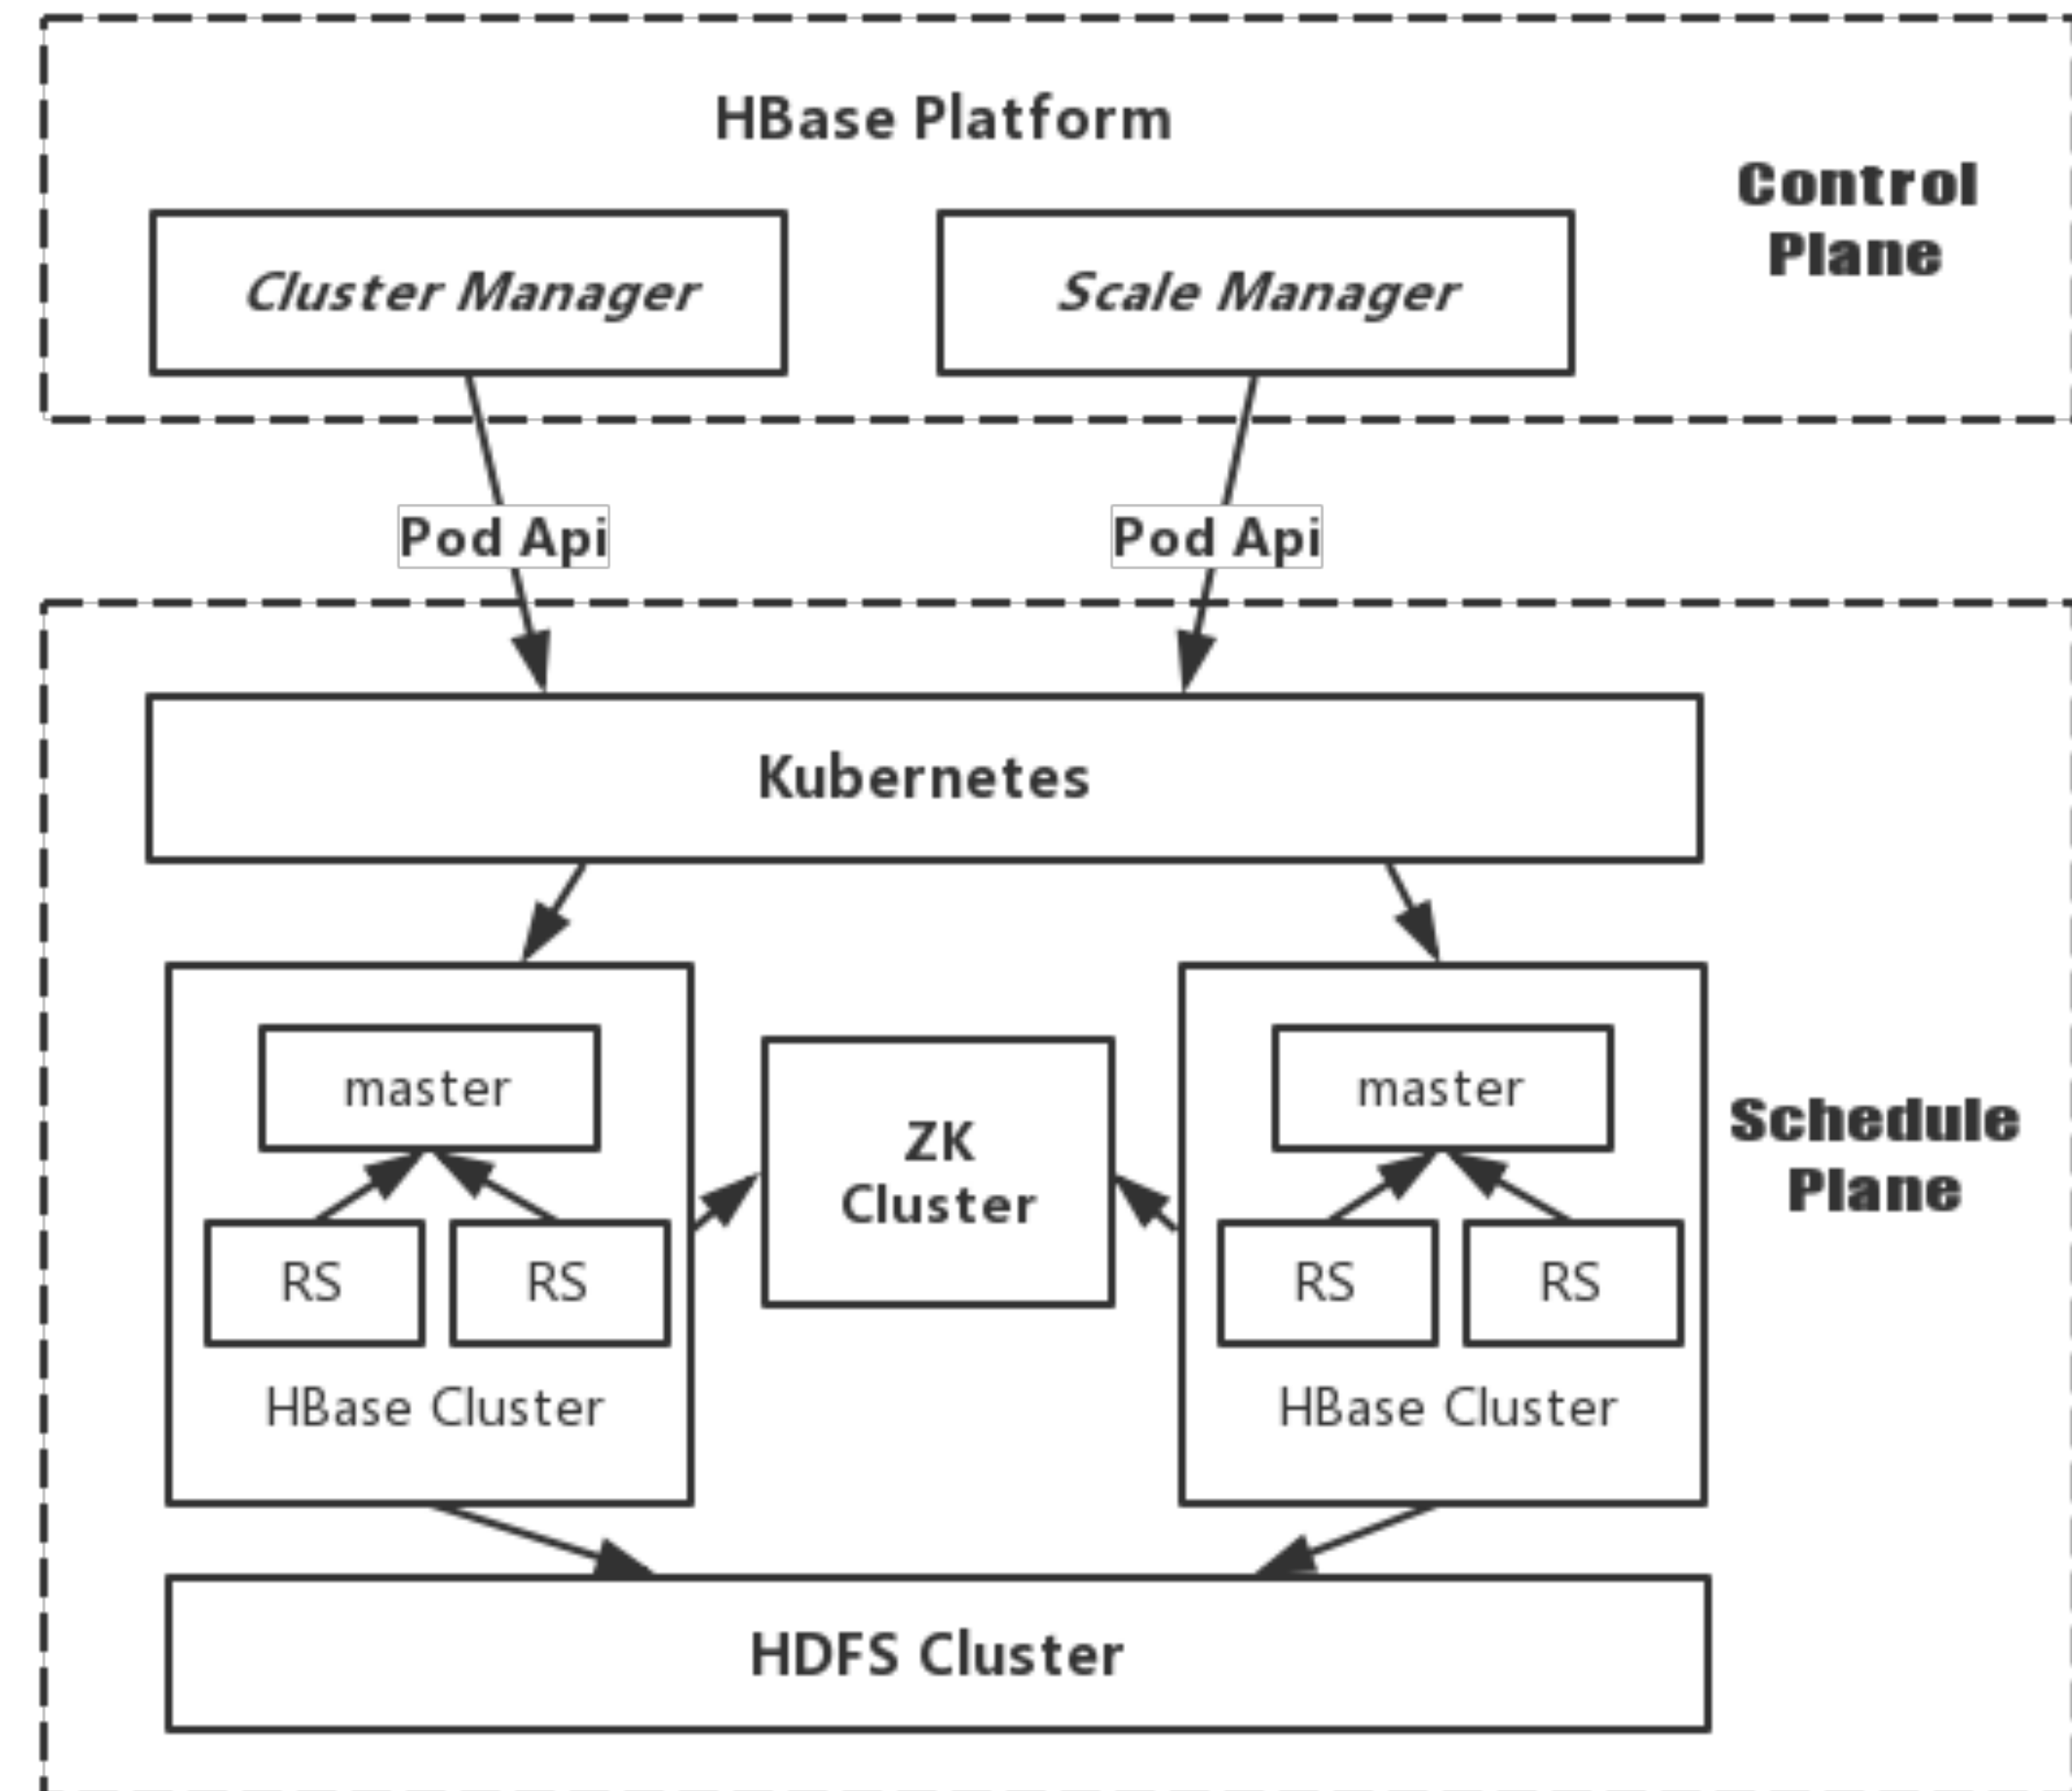 HBase Platform
Control
Plane
Cluster Manager
Scale Manager
Pod Api
Pod Api
Kubernetes
master
RS
RS
HBase Cluster
ZK
Cluster
master
RS
RS
HBase Cluster
Schedule
Plane
HDFS Cluster